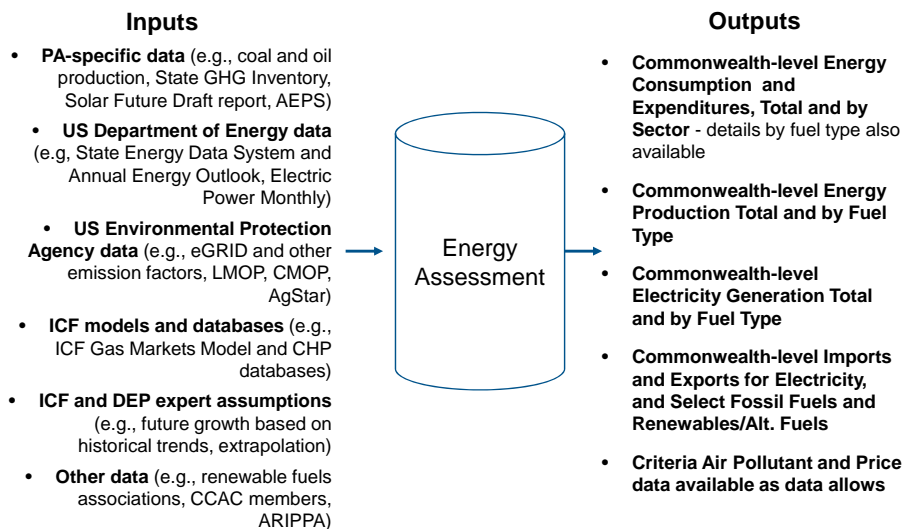 Inputs
• PA-specific data (e.g., coal and oil
production, State GHG Inventory,
Solar Future Draft report, AEPS)
• US Department of Energy data
(e.g, State Energy Data System and
Annual Energy Outlook, Electric
Power Monthly)
• US Environmental Protection
Agency data (e.g., eGRID and other
emission factors, LMOP, CMOP,
AgStar)
• ICF models and databases (e.g.,
ICF Gas Markets Model and CHP
databases)
• ICF and DEP expert assumptions
(e.g., future growth based on
historical trends, extrapolation)
• Other data (e.g., renewable fuels
associations, CCAC members,
ARIPPA)
Energy
Assessment
Outputs
• Commonwealth-level Energy
Consumption and
Expenditures, Total and by
Sector - details by fuel type also
available
• Commonwealth-level Energy
Production Total and by Fuel
Type
• Commonwealth-level
Electricity Generation Total
and by Fuel Type
• Commonwealth-level Imports
and Exports for Electricity,
and Select Fossil Fuels and
Renewables/Alt. Fuels
• Criteria Air Pollutant and Price
data available as data allows